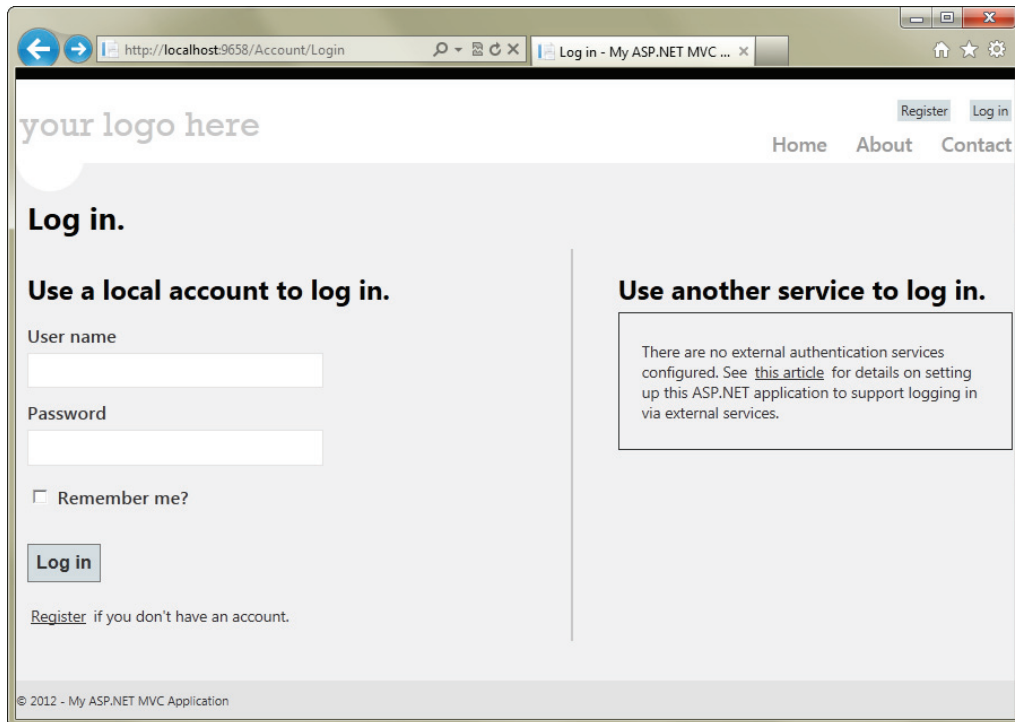 http://localhost:9658/Account/Login
Log in - My ASP.NET MVC ...
Register Log in
your logo here
Home About Contact
Log in.
Use a local account to log in.
User name
Password
Remember me?
Log in
Register if you don't have an account.
Use another service to log in.
There are no external authentication services
configured. See this article for details on setting
up this ASP.NET application to support logging in
via external services.
© 2012 - My ASP.NET MVC Application